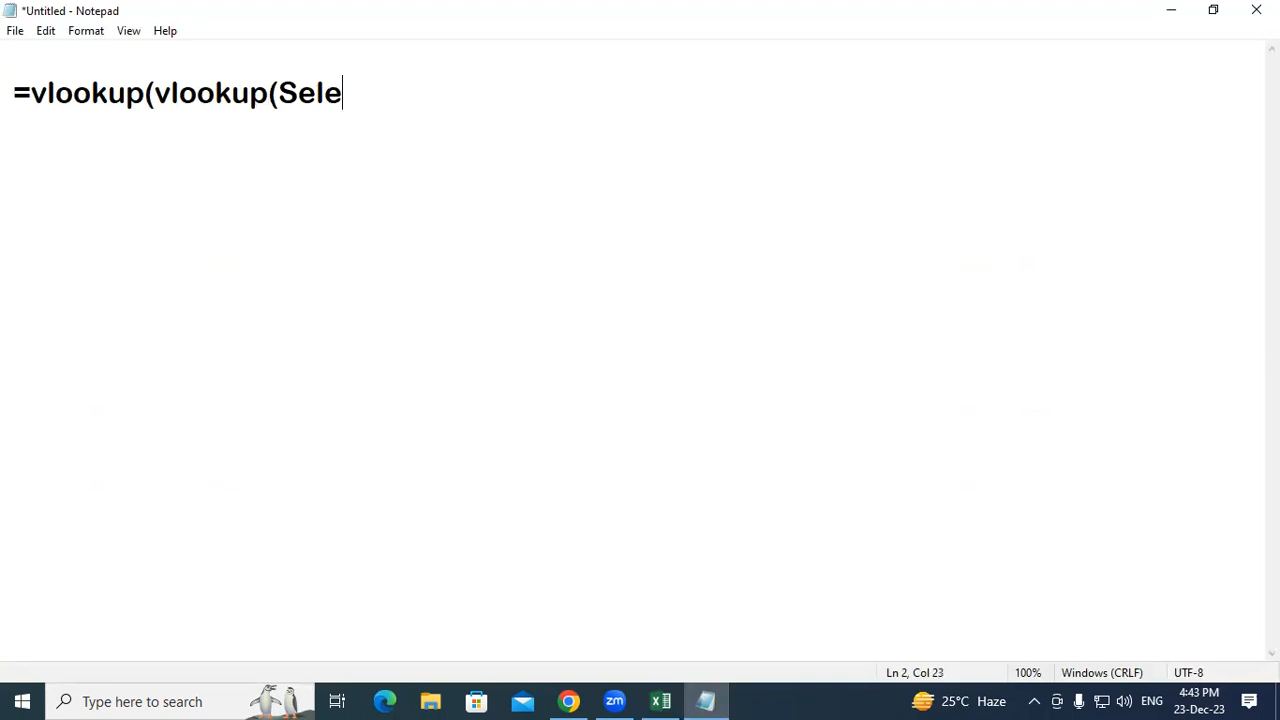 *Untitled - Notepad
File Edit Format View Help
=vlookup(vlookup(Sele
Ln 2, Col 23 100% Windows (CRLF) UTF-8
Type here to search zm 25°C Haze ENG 4:43 PM
23-Dec-23